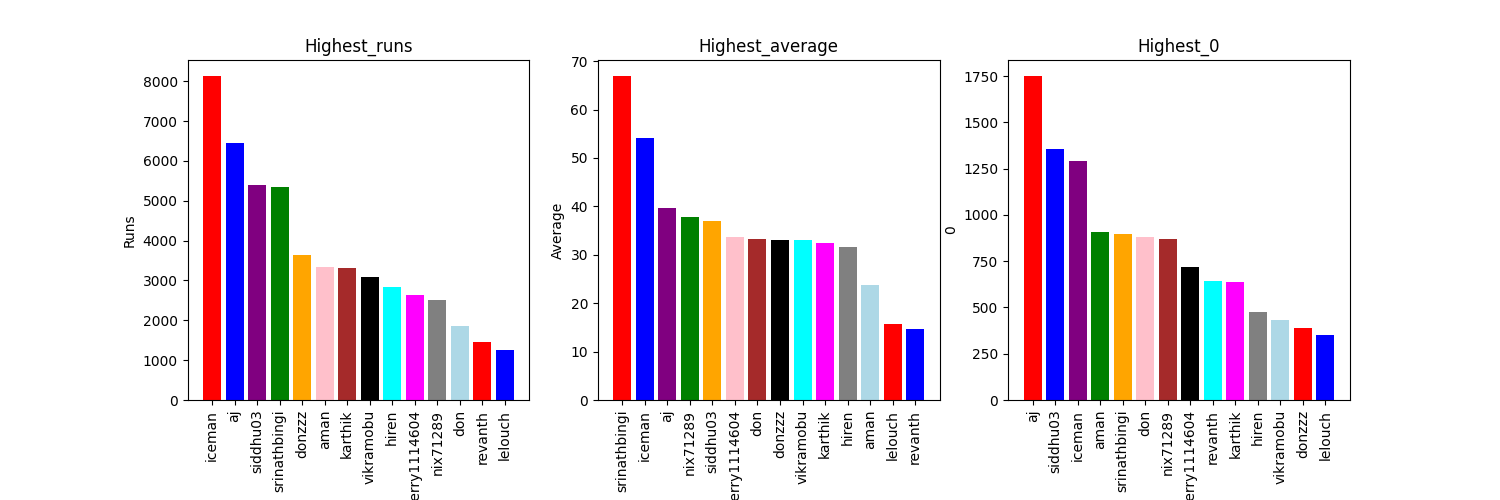 Highest_runs
Runs
8000
7000
6000
5000
4000
3000
2000
1000
0
iceman
aj
siddhu03
srinathbingi
donzzz
aman
karthik
vikramobu
hiren
erry1114604
nix71289
don
revanth
lelouch
Highest_average
Average
70
60
50
40
30
20
10
0
srinathbingi
iceman
aj
nix71289
siddhu03
erry1114604
don
donzzz
vikramobu
karthik
hiren
aman
lelouch
revanth
Highest_0
0
1750
1500
1250
1000
750
500
250
0
aj
siddhu03
iceman
aman
srinathbingi
don
nix71289
erry1114604
revanth
karthik
hiren
vikramobu
donzzz
lelouch